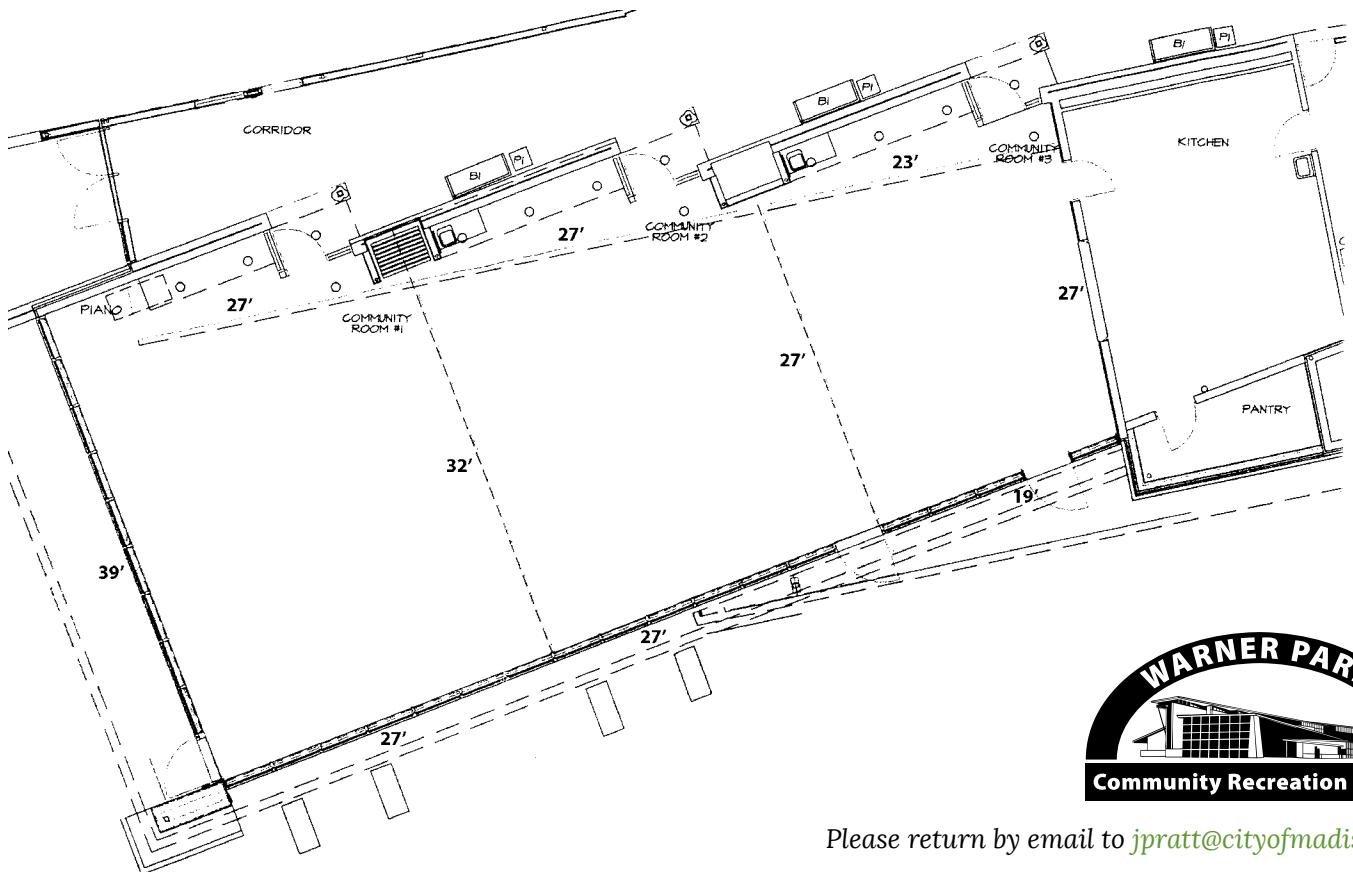 CORRIDOR
BI
PI
BI
PI
BI
PI
KITCHEN
COMMUNITY
ROOM #3
23'
COMMUNITY
ROOM #2
27'
27'
PIANO
27'
COMMUNITY
ROOM #1
27'
PANTRY
32'
19'
39'
27'
27'
WARNER PAR
Community Recreation
Please return by email to jpratt@cityofmadis